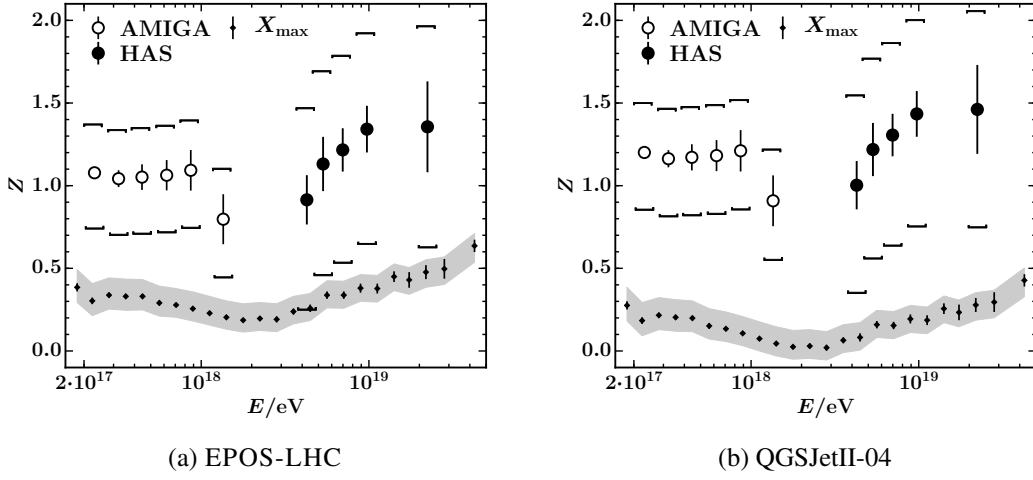 AMIGA X_max
HAS
Z
2.0
1.5
1.0
0.5
0.0
2·10^17 10^18 10^19
E/eV
(a) EPOS-LHC
AMIGA X_max
HAS
Z
2.0
1.5
1.0
0.5
0.0
2·10^17 10^18 10^19
E/eV
(b) QGSJetII-04